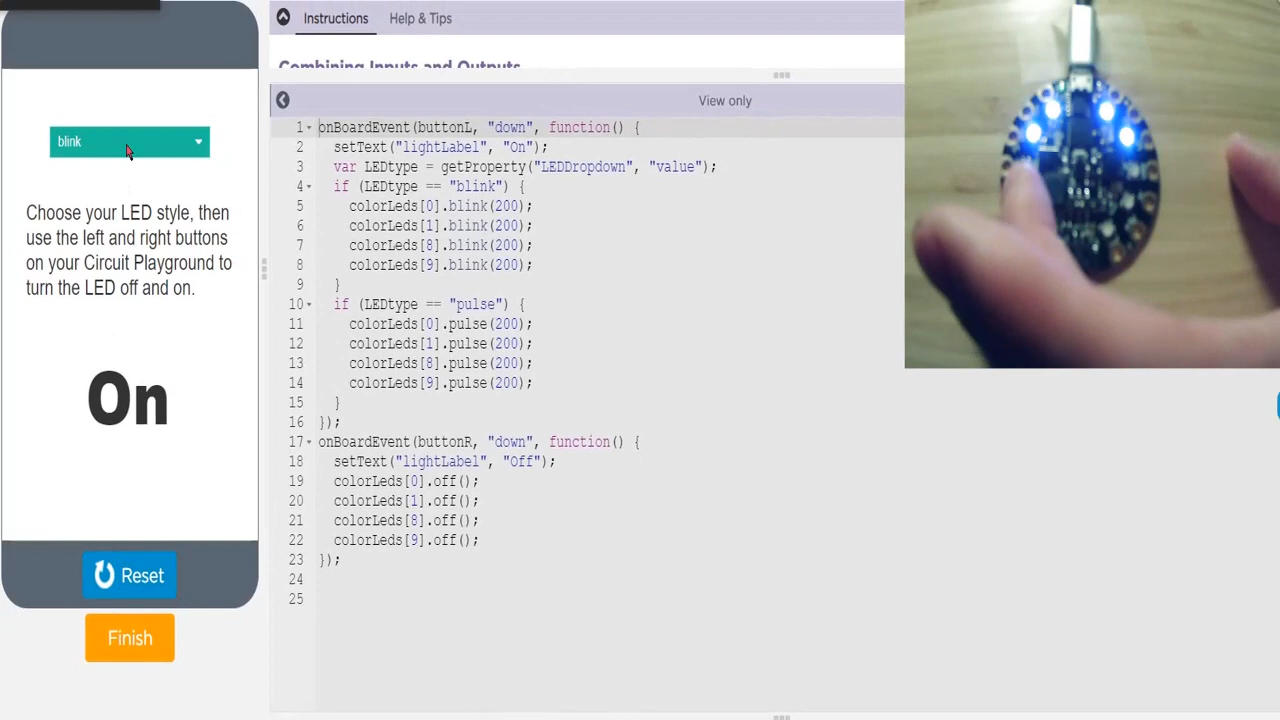 Instructions
Help & Tips
Combining Inputs and Outputs
View only
blink
Choose your LED style, then
use the left and right buttons
on your Circuit Playground to
turn the LED off and on.
On
Reset
Finish
1 onBoardEvent(buttonL, "down", function() {
2 setText("lightLabel", "On");
3 var LEDtype = getProperty("LEDDropdown", "value");
4 if (LEDtype == "blink") {
5 colorLeds[0].blink(200);
6 colorLeds[1].blink(200);
7 colorLeds[8].blink(200);
8 colorLeds[9].blink(200);
9 }
10 if (LEDtype == "pulse") {
11 colorLeds[0].pulse(200);
12 colorLeds[1].pulse(200);
13 colorLeds[8].pulse(200);
14 colorLeds[9].pulse(200);
15 }
16 });
17 onBoardEvent(buttonR, "down", function() {
18 setText("lightLabel", "Off");
19 colorLeds[0].off();
20 colorLeds[1].off();
21 colorLeds[8].off();
22 colorLeds[9].off();
23 });
24
25